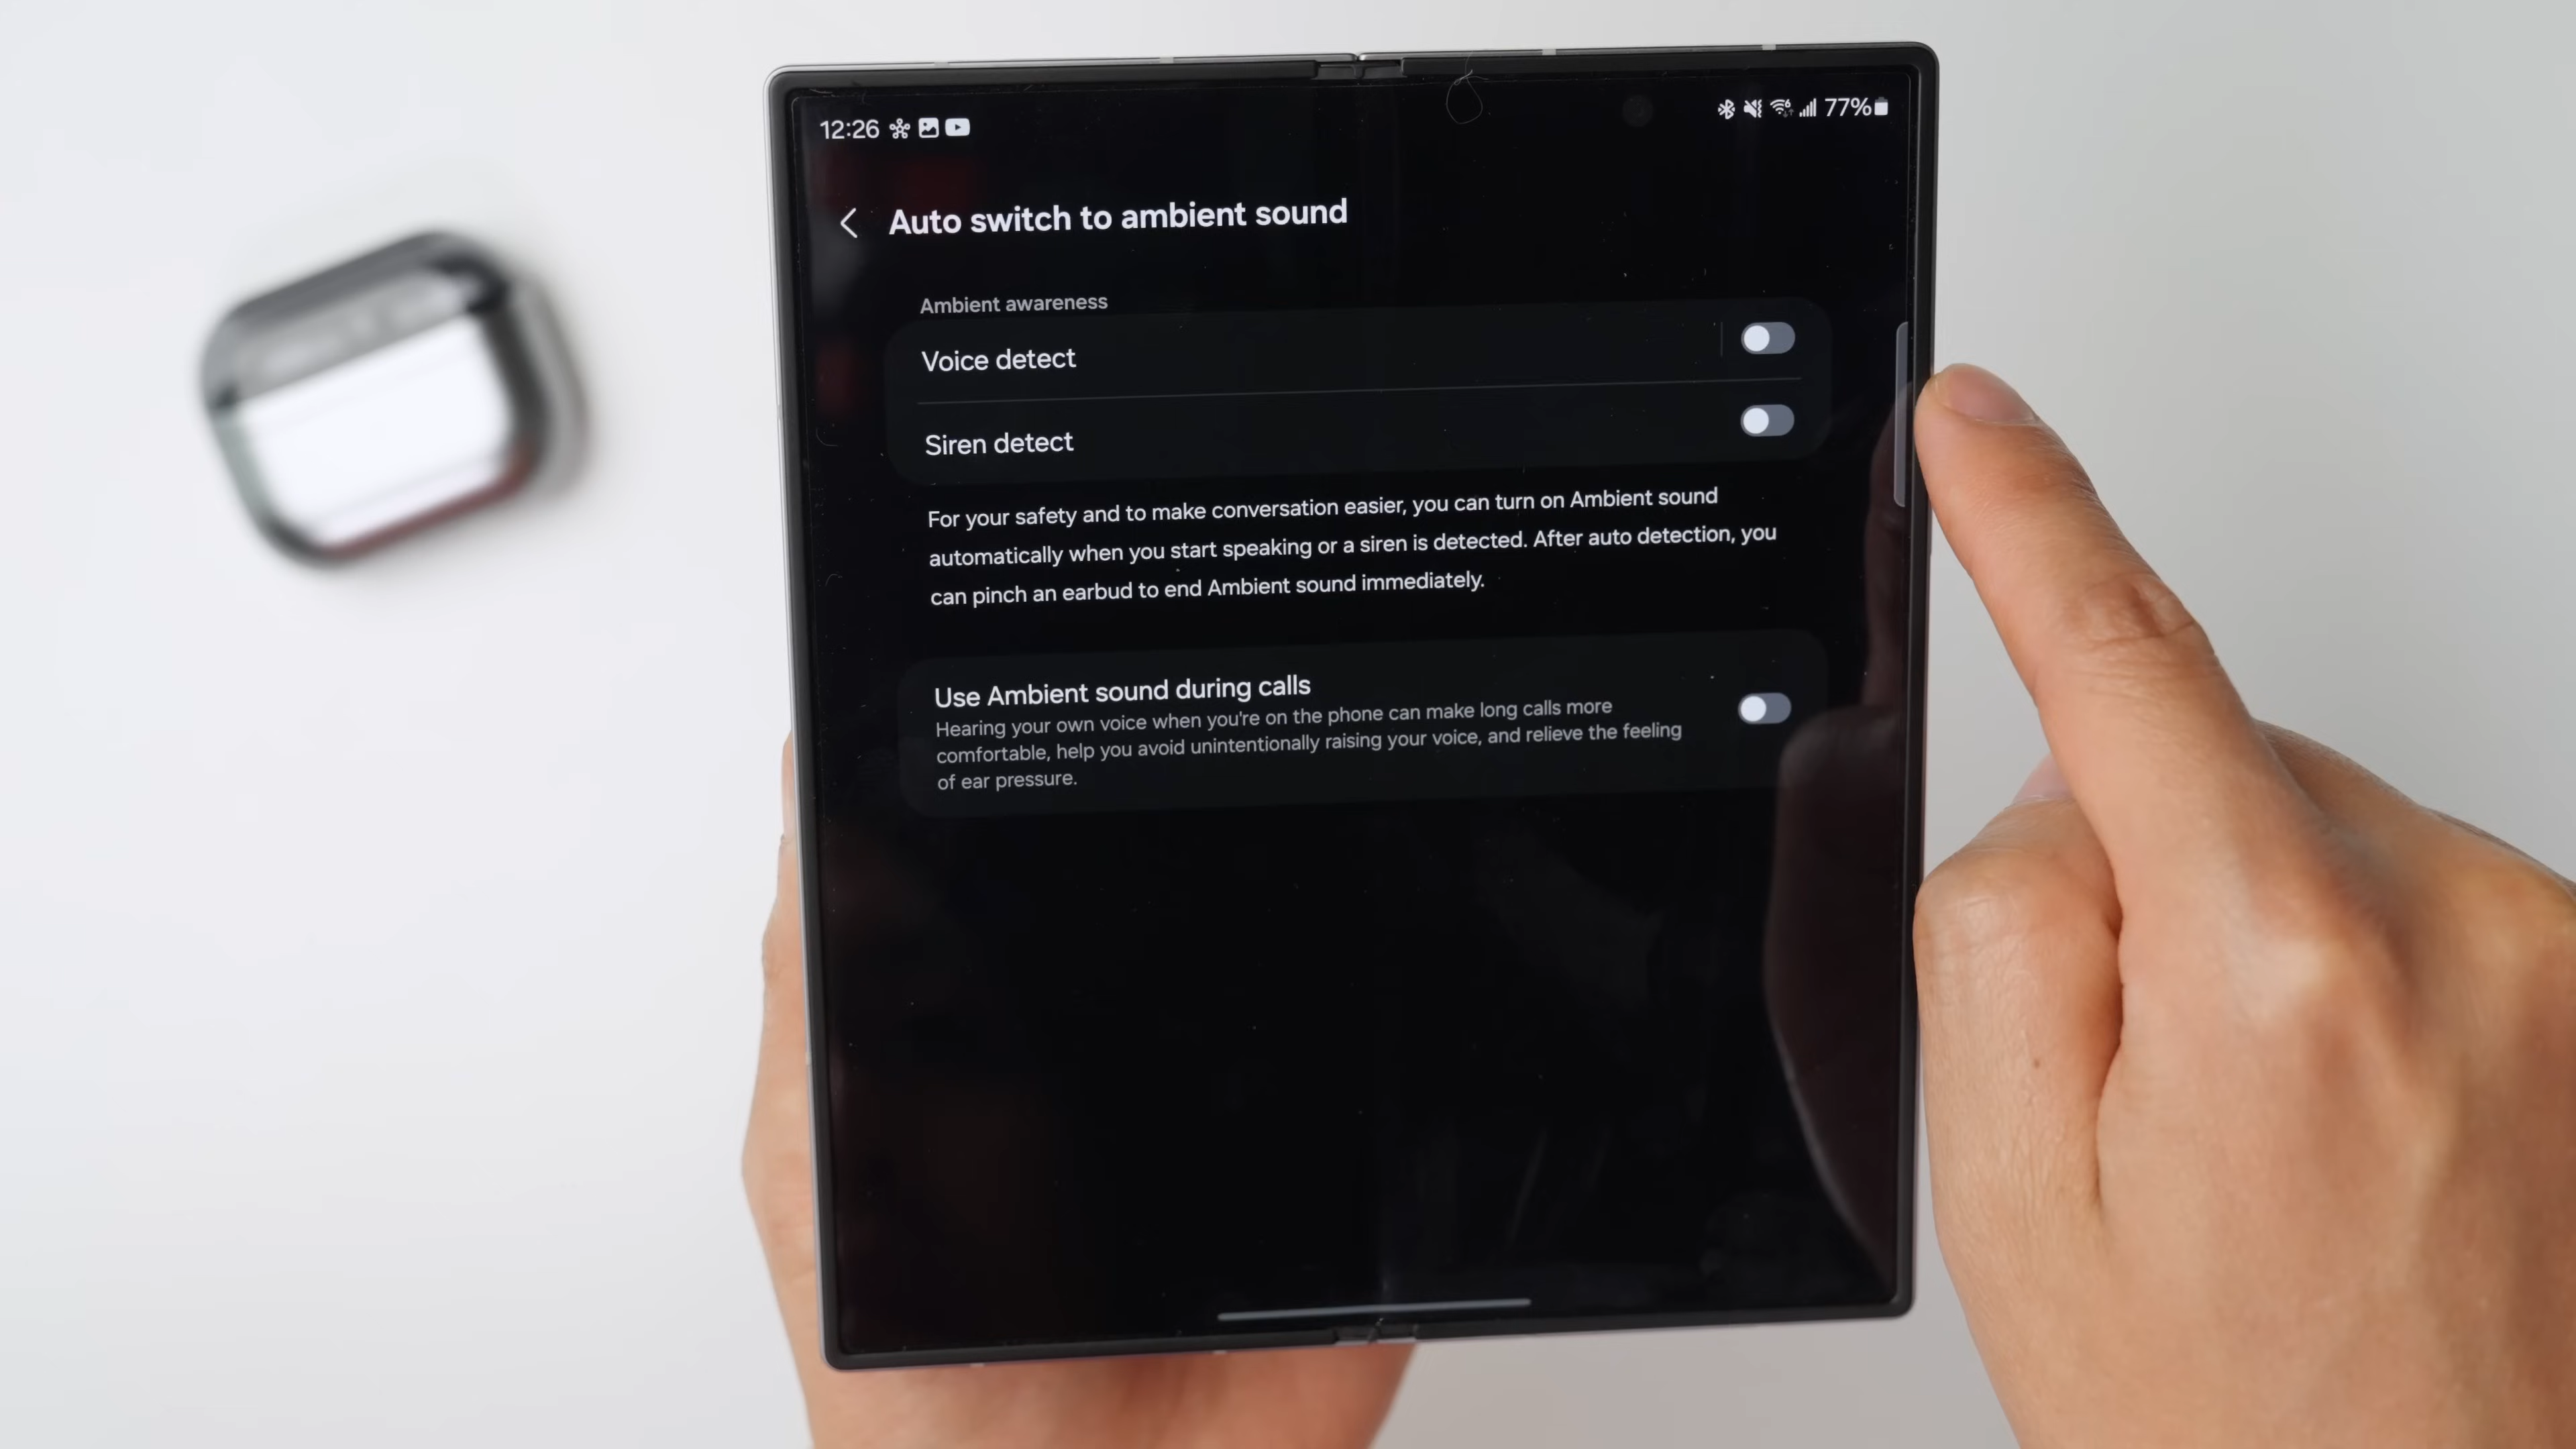 12:26
77%
Auto switch to ambient sound
Ambient awareness
Voice detect
Siren detect
For your safety and to make conversation easier, you can turn on Ambient sound
automatically when you start speaking or a siren is detected. After auto detection, you
can pinch an earbud to end Ambient sound immediately.
Use Ambient sound during calls
Hearing your own voice when you're on the phone can make long calls more
comfortable, help you avoid unintentionally raising your voice, and relieve the feeling
of ear pressure.